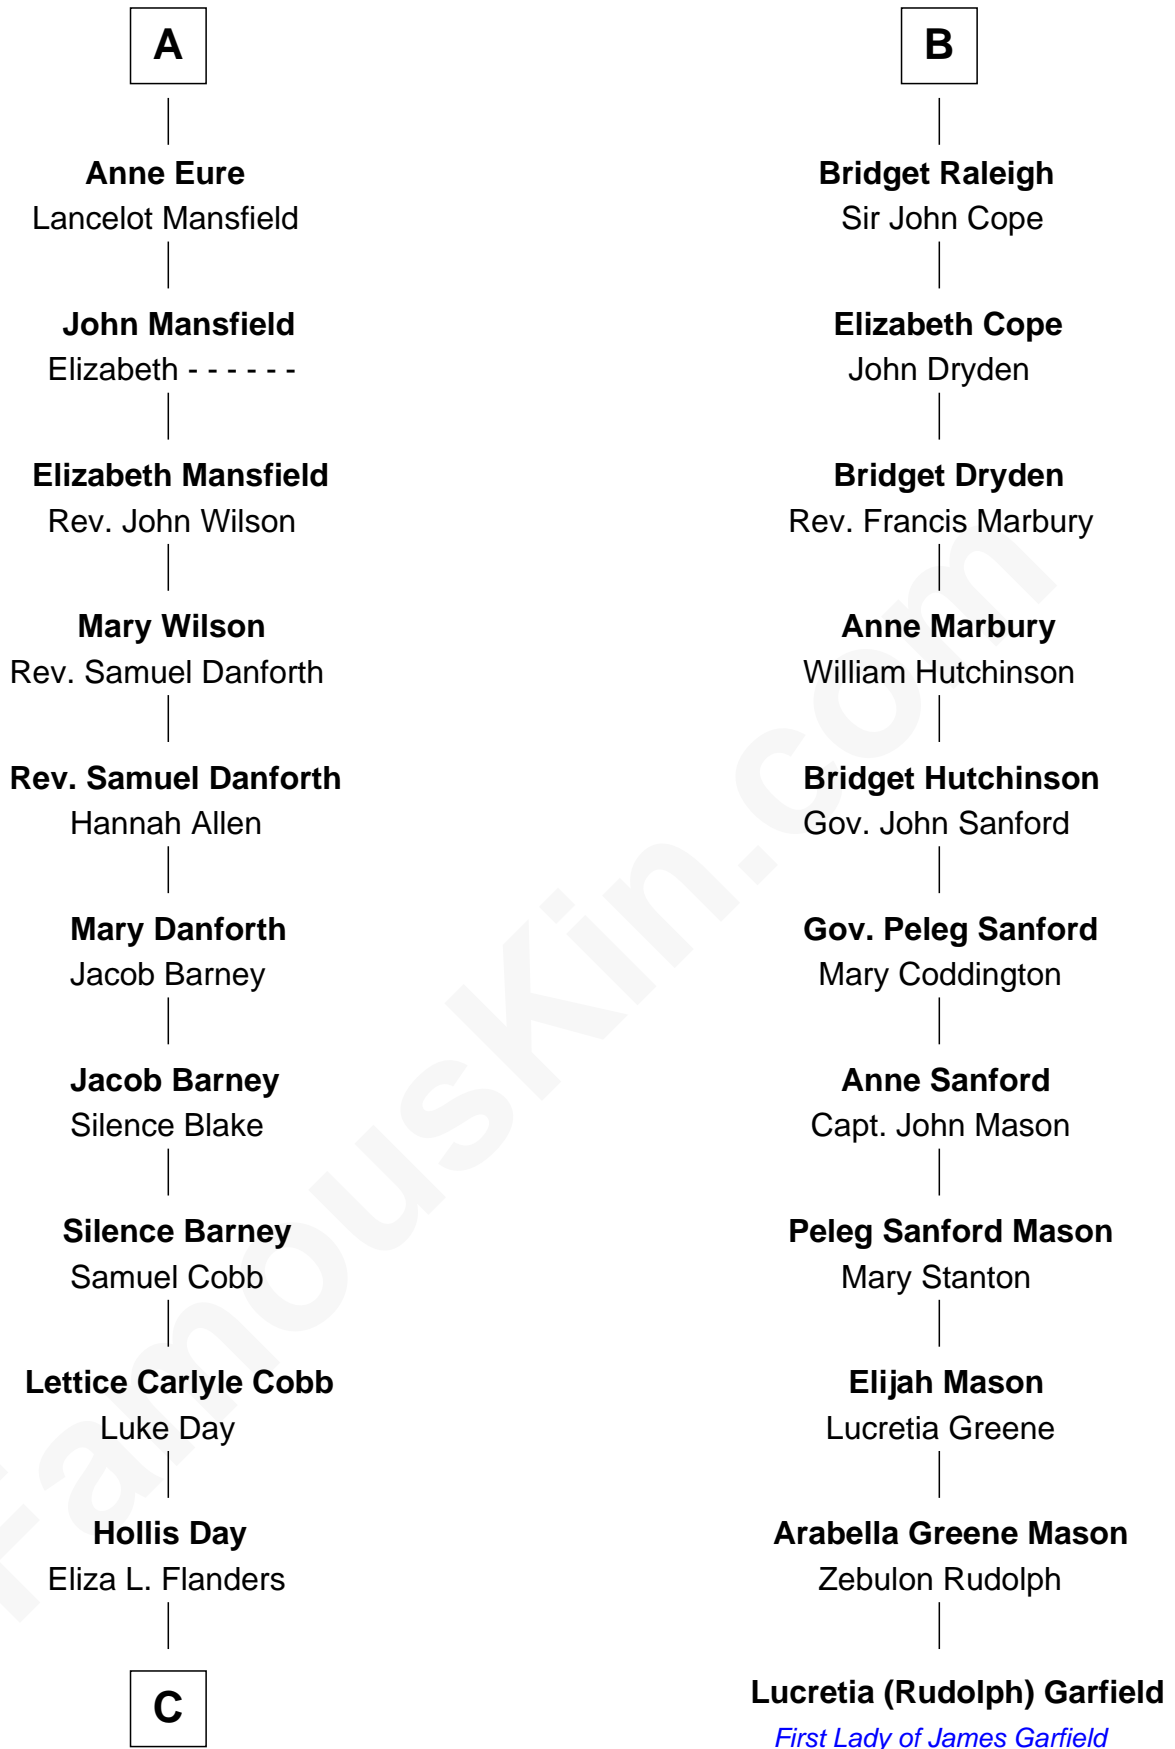 A
Anne Eure
Lancelot Mansfield
John Mansfield
Elizabeth - - - - - -
Elizabeth Mansfield
Rev. John Wilson
Mary Wilson
Rev. Samuel Danforth
Rev. Samuel Danforth
Hannah Allen
Mary Danforth
Jacob Barney
Jacob Barney
Silence Blake
Silence Barney
Samuel Cobb
Lettice Carlyle Cobb
Luke Day
Hollis Day
Eliza L. Flanders
C
B
Bridget Raleigh
Sir John Cope
Elizabeth Cope
John Dryden
Bridget Dryden
Rev. Francis Marbury
Anne Marbury
William Hutchinson
Bridget Hutchinson
Gov. John Sanford
Gov. Peleg Sanford
Mary Coddington
Anne Sanford
Capt. John Mason
Peleg Sanford Mason
Mary Stanton
Elijah Mason
Lucretia Greene
Arabella Greene Mason
Zebulon Rudolph
Lucretia (Rudolph) Garfield
First Lady of James Garfield
FamousKin.com